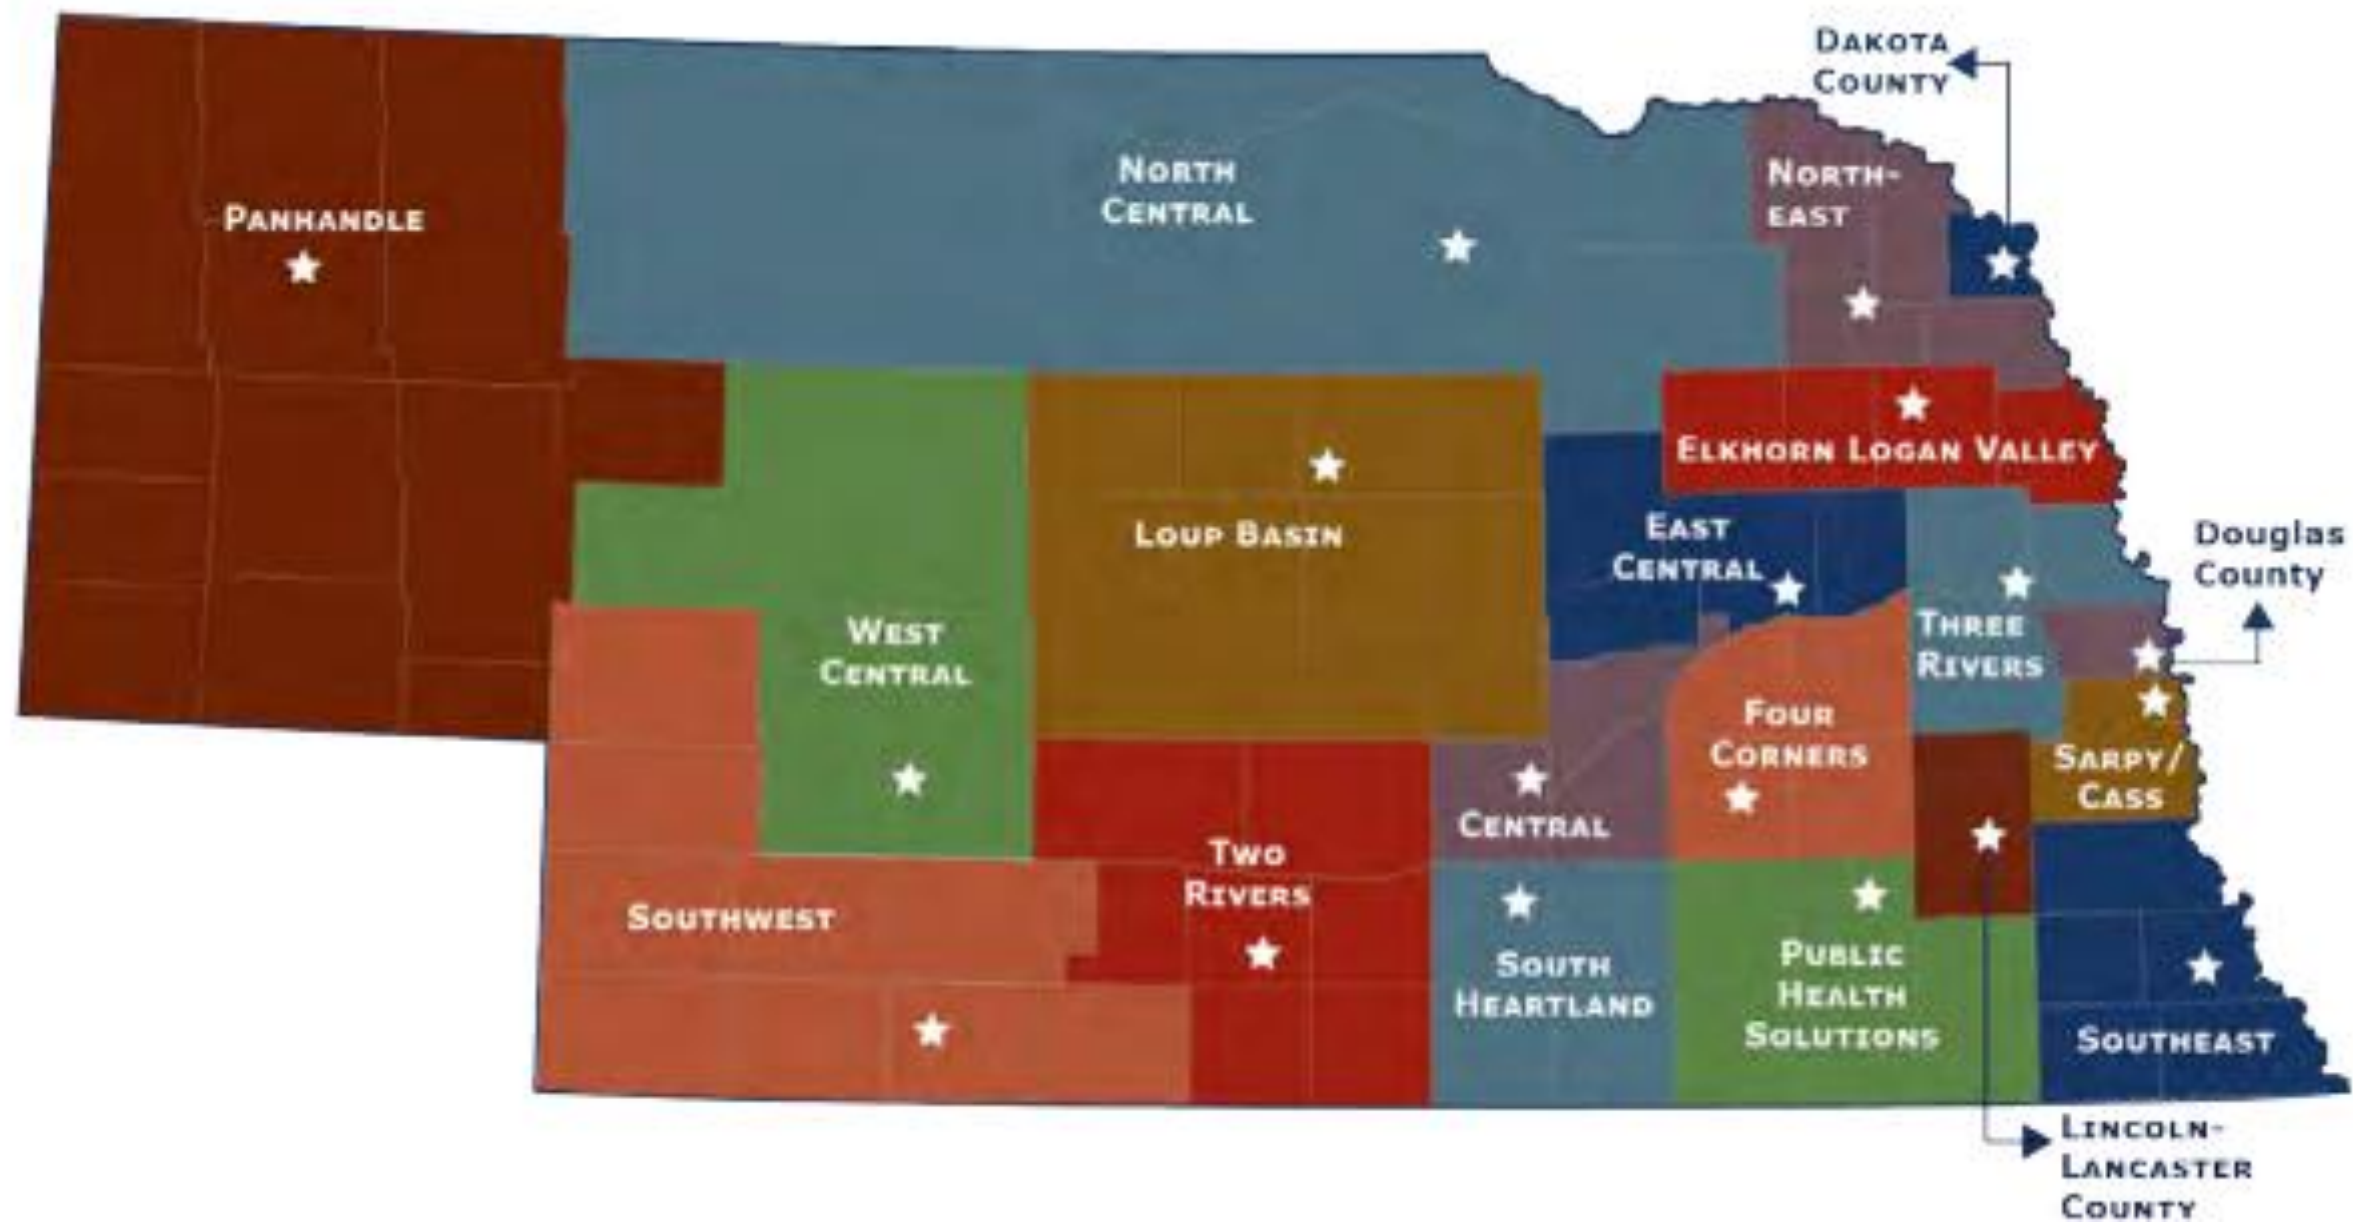 DAKOTA
COUNTY
NORTH
CENTRAL
NORTH-
EAST
PANHANDLE
ELKHORN LOGAN VALLEY
LOUP BASIN
EAST
CENTRAL
Douglas
County
WEST
CENTRAL
THREE
RIVERS
FOUR
CORNERS
SARPY/
CASS
CENTRAL
TWO
RIVERS
SOUTHWEST
SOUTH
HEARTLAND
PUBLIC
HEALTH
SOLUTIONS
SOUTHEAST
LINCOLN-
LANCASTER
COUNTY